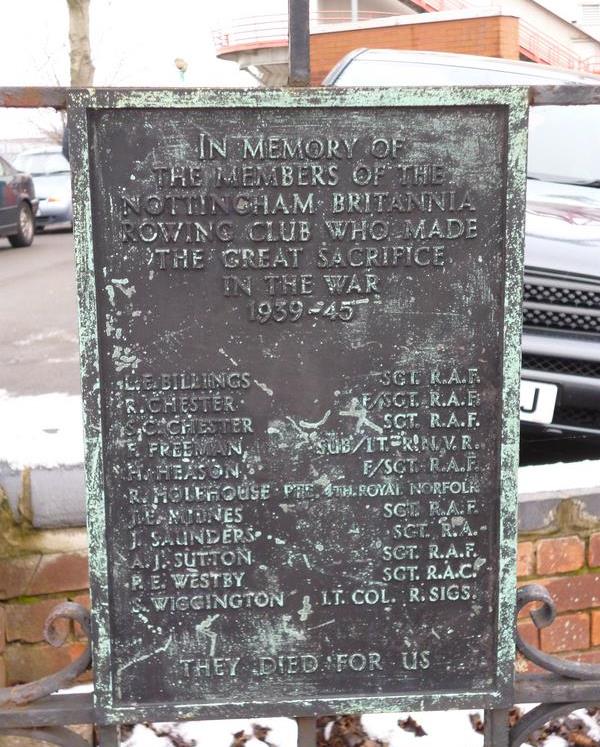 IN MEMORY OF
THE MEMBERS OF THE
NOTTINGHAM BRITANNIA
ROWING CLUB WHO MADE
THE GREAT SACRIFICE
IN THE WAR
1939-45
L.E. BILLINGS SGT. R.A.F.
R. CHESTER F/SGT. R.A.F.
S.C. CHESTER SGT. R.A.F.
F. FREEMAN SUB/LT. R.N.V.R.
H. HEASON F/SGT. R.A.F.
R. HOLEHOUSE PTE. 4TH. ROYAL NORFOLK
J.E. MILNES SGT. R.A.F.
J. SAUNDERS SGT. R.A.
A.J. SUTTON SGT. R.A.F.
P.E. WESTBY SGT. R.A.C.
S. WIGGINGTON LT. COL. R. SIGS.
THEY DIED FOR US